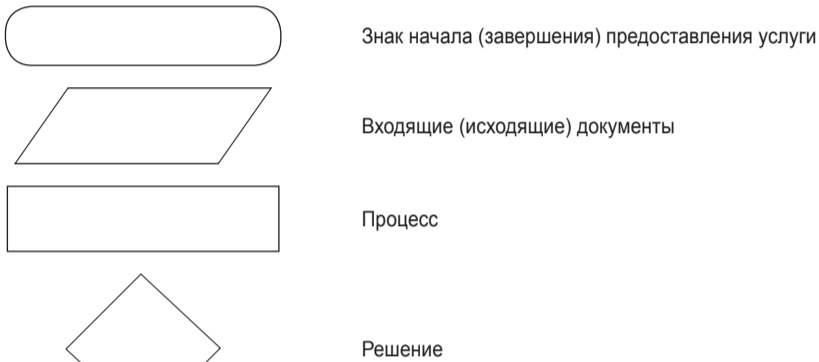 Знак начала (завершения) предоставления услуги
Входящие (исходящие) документы
Процесс
Решение